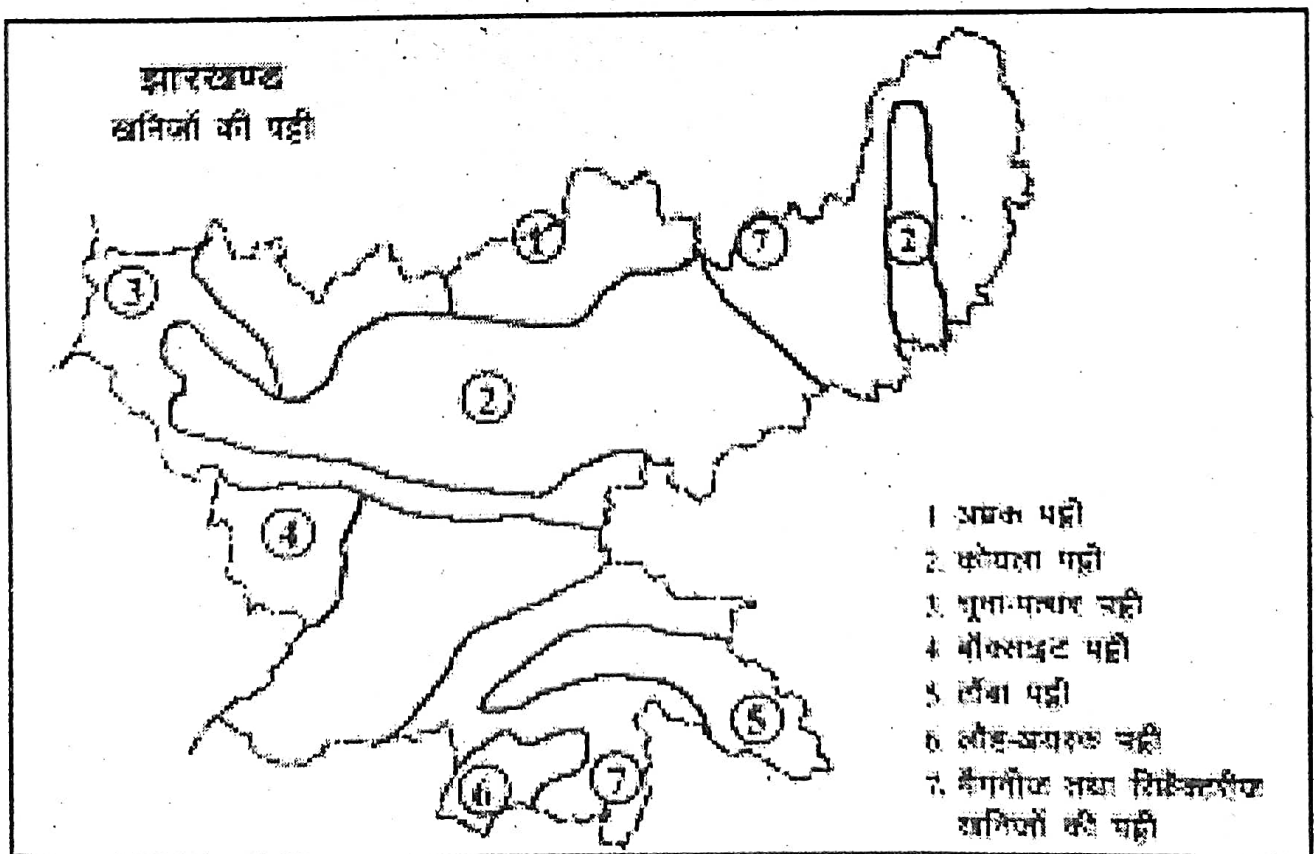 झारखण्ड
खनिजों की पट्टी
1
7
2
3
2
4
5
6
7
1 अभ्रक पट्टी
2. कोयला पट्टी
3 चूना-पत्थर पट्टी
4 बॉक्साइट पट्टी
5 ताँबा पट्टी
6 लौह-अयस्क पट्टी
7. तथा
खनिजों की पट्टी